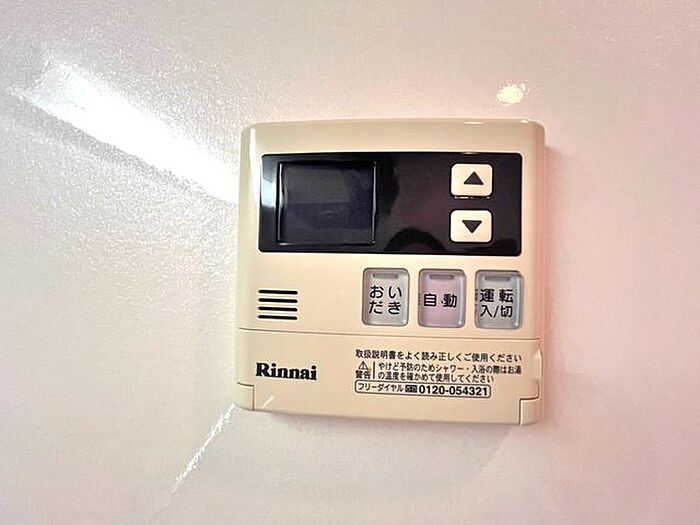 ▲
▼
おい
だき
自動
運転
入/切
Rinnai
取扱説明書をよく読み正しくご使用ください
⚠警告 やけど予防のためシャワー・入浴の際はお湯
の温度を確かめて使用してください
フリーダイヤル 0120-054321